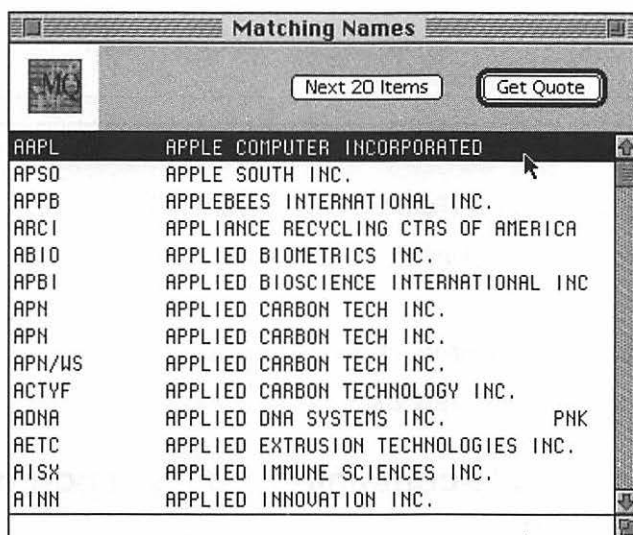 Matching Names
MQ
Next 20 Items
Get Quote
AAPL APPLE COMPUTER INCORPORATED
APSO APPLE SOUTH INC.
APPB APPLEBEES INTERNATIONAL INC.
ARCI APPLIANCE RECYCLING CTRS OF AMERICA
ABIO APPLIED BIOMETRICS INC.
APBI APPLIED BIOSCIENCE INTERNATIONAL INC
APN APPLIED CARBON TECH INC.
APN APPLIED CARBON TECH INC.
APN/WS APPLIED CARBON TECH INC.
ACTYF APPLIED CARBON TECHNOLOGY INC.
ADNA APPLIED DNA SYSTEMS INC. PNK
AETC APPLIED EXTRUSION TECHNOLOGIES INC.
AISX APPLIED IMMUNE SCIENCES INC.
AINN APPLIED INNOVATION INC.